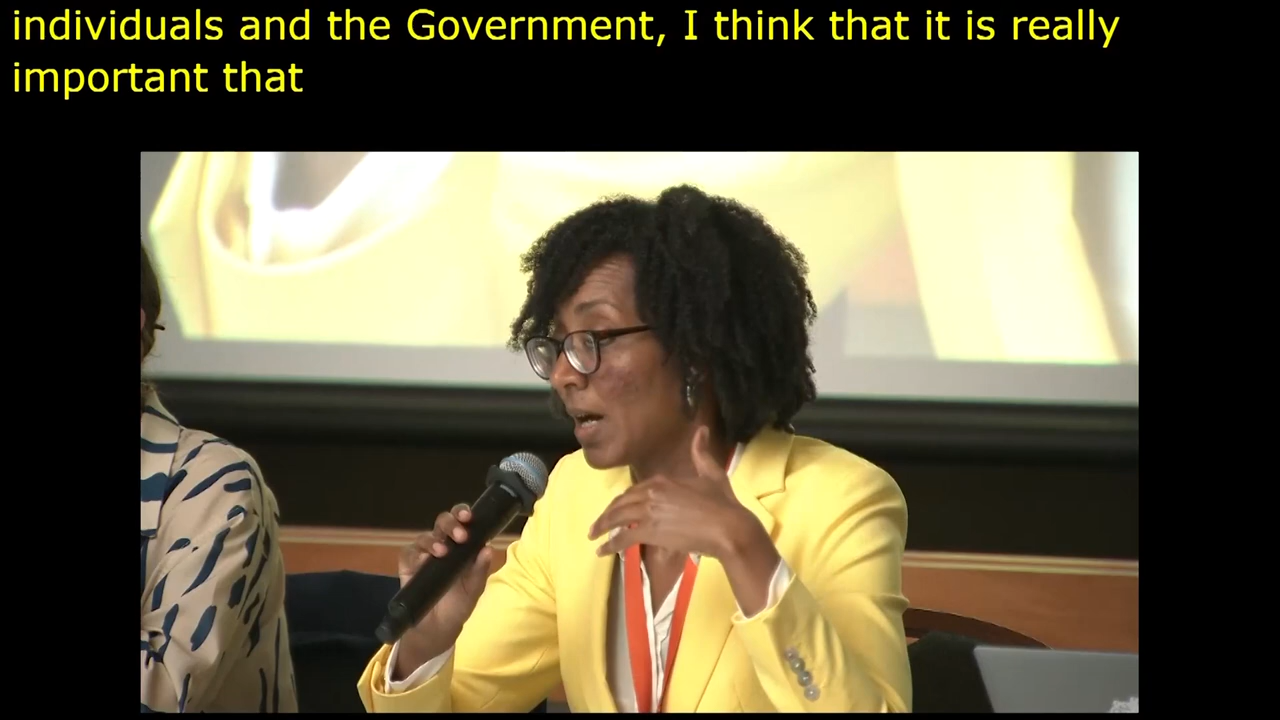 individuals and the Government, I think that it is really
important that